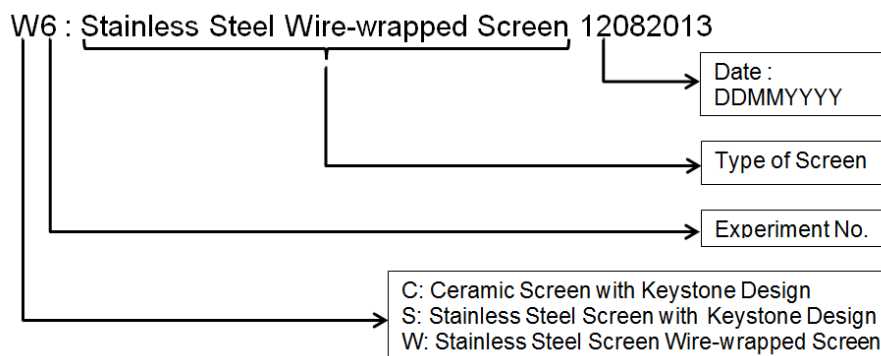 W6 : Stainless Steel Wire-wrapped Screen 12082013
Date :
DDMMYYYY
Type of Screen
Experiment No.
C: Ceramic Screen with Keystone Design
S: Stainless Steel Screen with Keystone Design
W: Stainless Steel Screen Wire-wrapped Screen